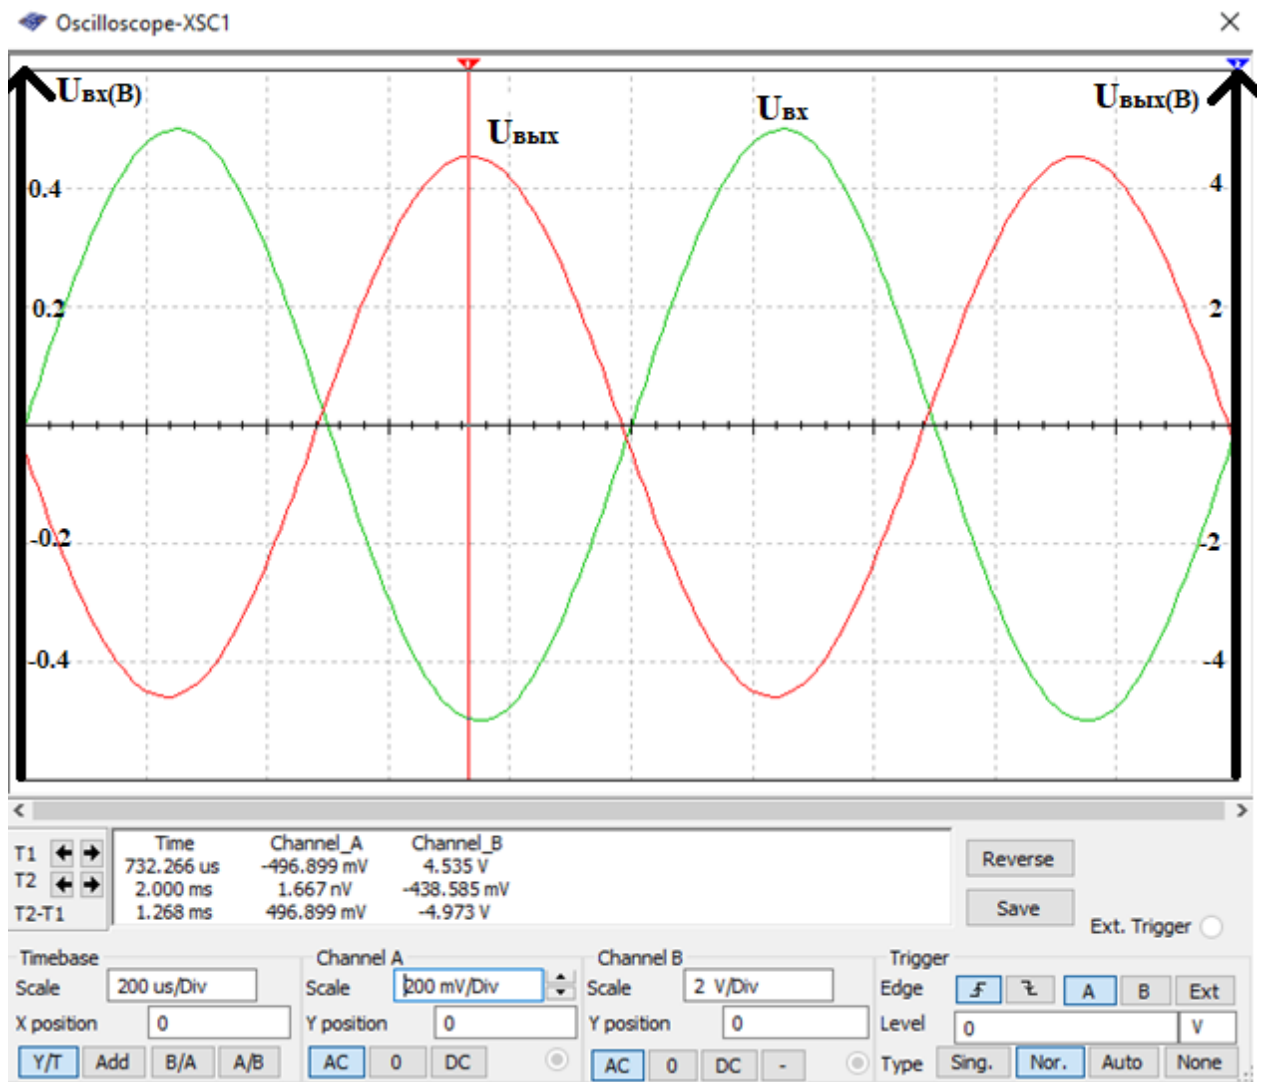 Oscilloscope-XSC1
Uвх(В)
Uвых
Uвх
Uвых(В)
0.4
4
0.2
2
-0.2
-2
-0.4
-4
Time Channel_A Channel_B
T1 732.266 us -496.899 mV 4.535 V
T2 2.000 ms 1.667 nV -438.585 mV
T2-T1 1.268 ms 496.899 mV -4.973 V
Reverse
Save
Ext. Trigger
Timebase
Scale 200 us/Div
X position 0
Y/T Add B/A A/B
Channel A
Scale 200 mV/Div
Y position 0
AC 0 DC
Channel B
Scale 2 V/Div
Y position 0
AC 0 DC -
Trigger
Edge A B Ext
Level 0 V
Type Sing. Nor. Auto None